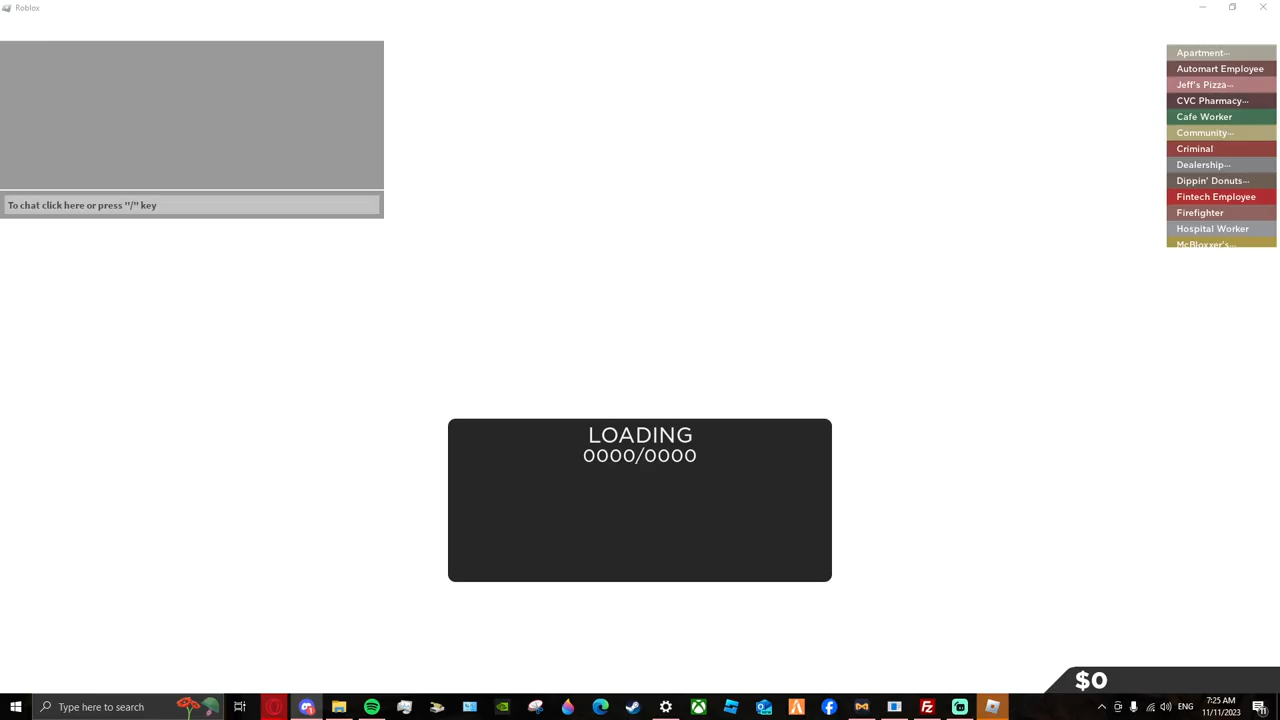 Roblox
To chat click here or press "/" key
Apartment...
Automart Employee
Jeff's Pizza...
CVC Pharmacy...
Cafe Worker
Community...
Criminal
Dealership...
Dippin' Donuts...
Fintech Employee
Firefighter
Hospital Worker
McBloxxer's...
LOADING
0000/0000
$0
Type here to search
ENG
7:25 AM
11/11/2023